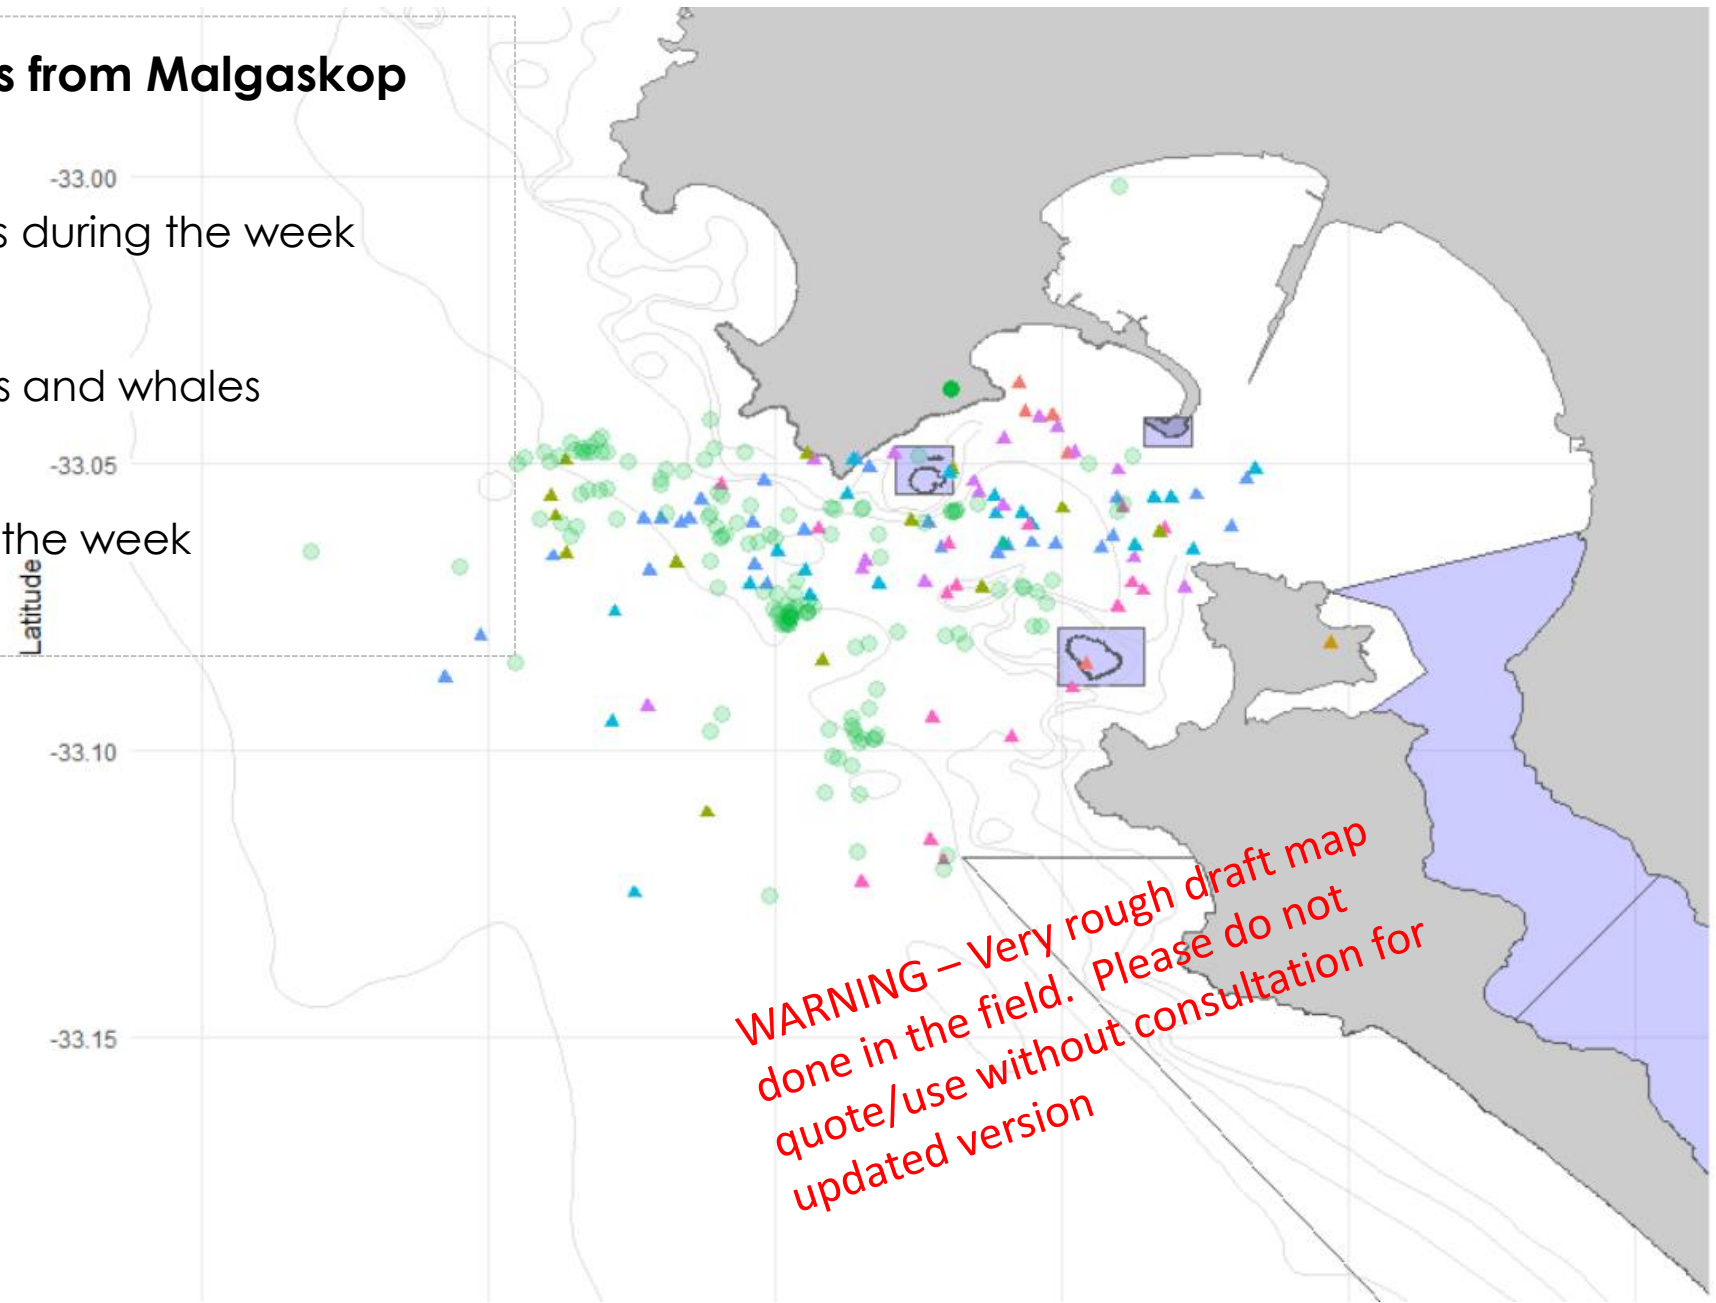 s from Malgaskop
-33.00
s during the week
s and whales
-33.05
the week
Latitude
-33.10
-33.15
WARNING – Very rough draft map
done in the field. Please do not
quote/use without consultation for
updated version